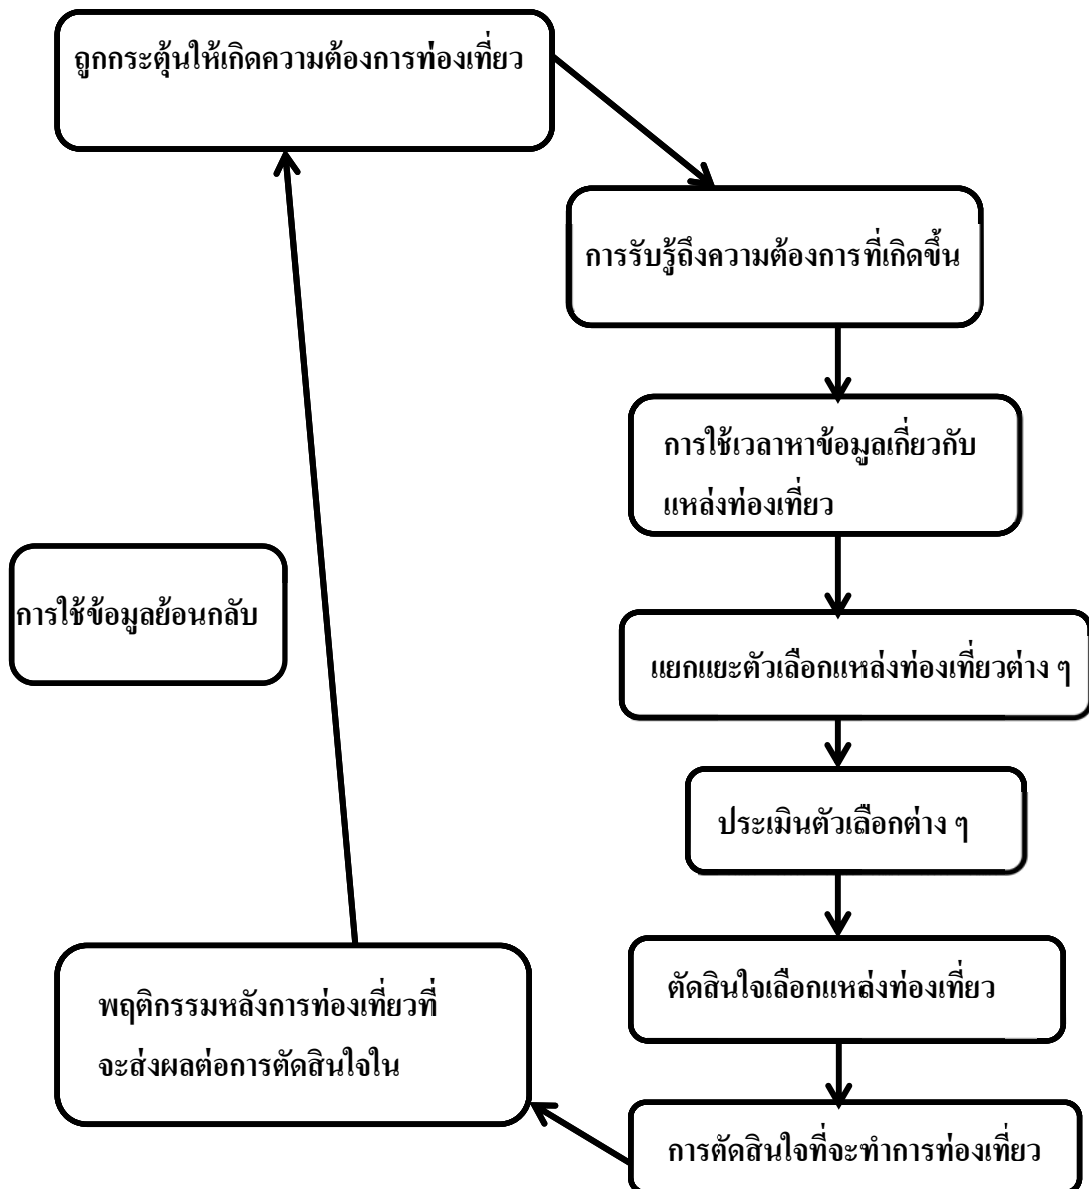 ถูกกระตุ้นให้เกิดความต้องการท่องเที่ยว
การรับรู้ถึงความต้องการที่เกิดขึ้น
การใช้เวลาหาข้อมูลเกี่ยวกับ
แหล่งท่องเที่ยว
แยกแยะตัวเลือกแหล่งท่องเที่ยวต่าง ๆ
ประเมินตัวเลือกต่าง ๆ
ตัดสินใจเลือกแหล่งท่องเที่ยว
การตัดสินใจที่จะทำการท่องเที่ยว
พฤติกรรมหลังการท่องเที่ยวที่
จะส่งผลต่อการตัดสินใจใน
การใช้ข้อมูลย้อนกลับ